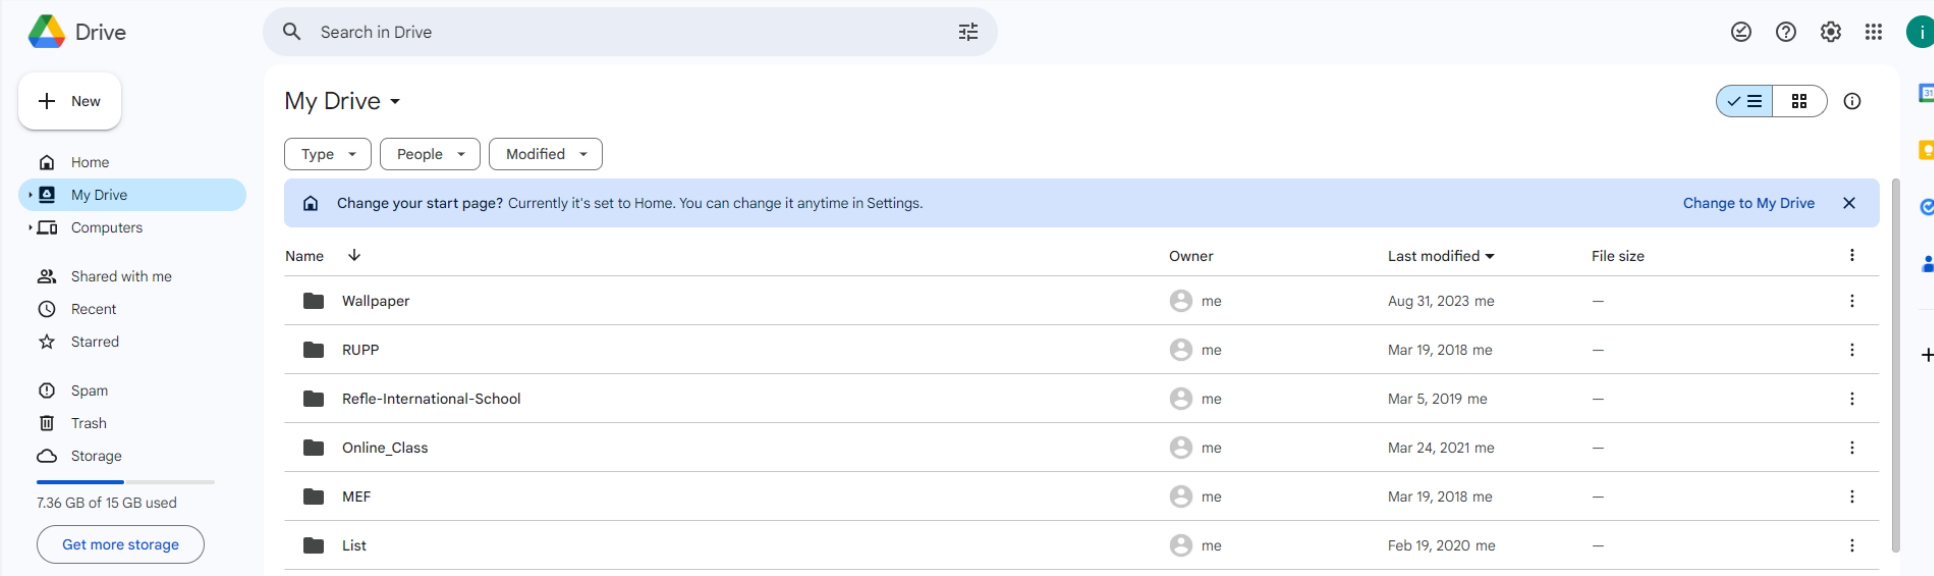 Drive
Search in Drive
i
New
My Drive
31
Type
People
Modified
Home
My Drive
Computers
Shared with me
Recent
Starred
Spam
Trash
Storage
7.36 GB of 15 GB used
Get more storage
Change your start page? Currently it's set to Home. You can change it anytime in Settings.
Change to My Drive
Name Owner Last modified File size
Wallpaper me Aug 31, 2023 me —
RUPP me Mar 19, 2018 me —
Refle-International-School me Mar 5, 2019 me —
Online_Class me Mar 24, 2021 me —
MEF me Mar 19, 2018 me —
List me Feb 19, 2020 me —